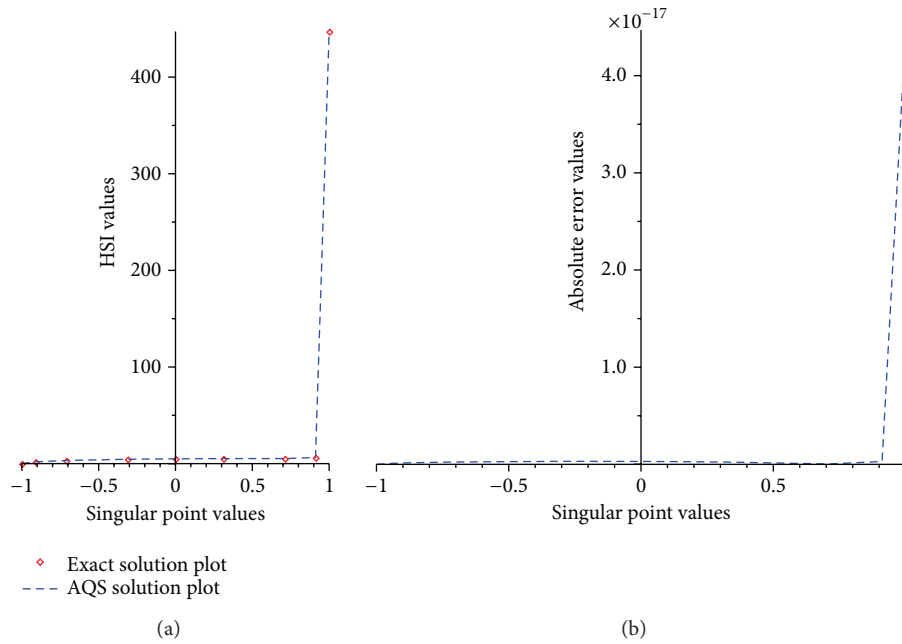 HSI values
400
300
200
100
−1
−0.5
0
0.5
1
Singular point values
Exact solution plot
AQS solution plot
(a)
×10−17
Absolute error values
4.0
3.0
2.0
1.0
−1
−0.5
0
0.5
Singular point values
(b)